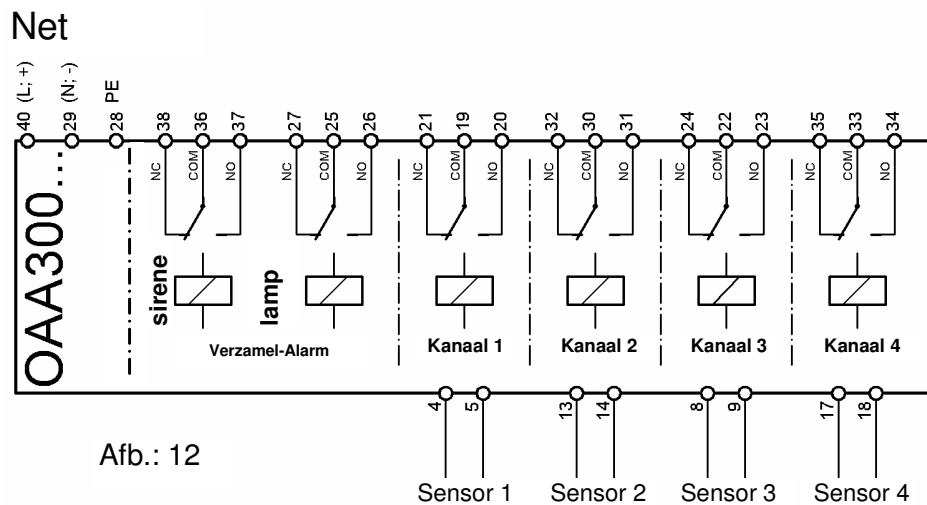 Net
40 (L; +)
29 (N; -)
28 PE
38 36 37 27 25 26 21 19 20 32 30 31 24 22 23 35 33 34
NC COM NO NC COM NO NC COM NO NC COM NO NC COM NO NC COM NO
OAA300...
sirene
lamp
Verzamel-Alarm
Kanaal 1 Kanaal 2 Kanaal 3 Kanaal 4
4 5 13 14 8 9 17 18
Afb.: 12
Sensor 1 Sensor 2 Sensor 3 Sensor 4